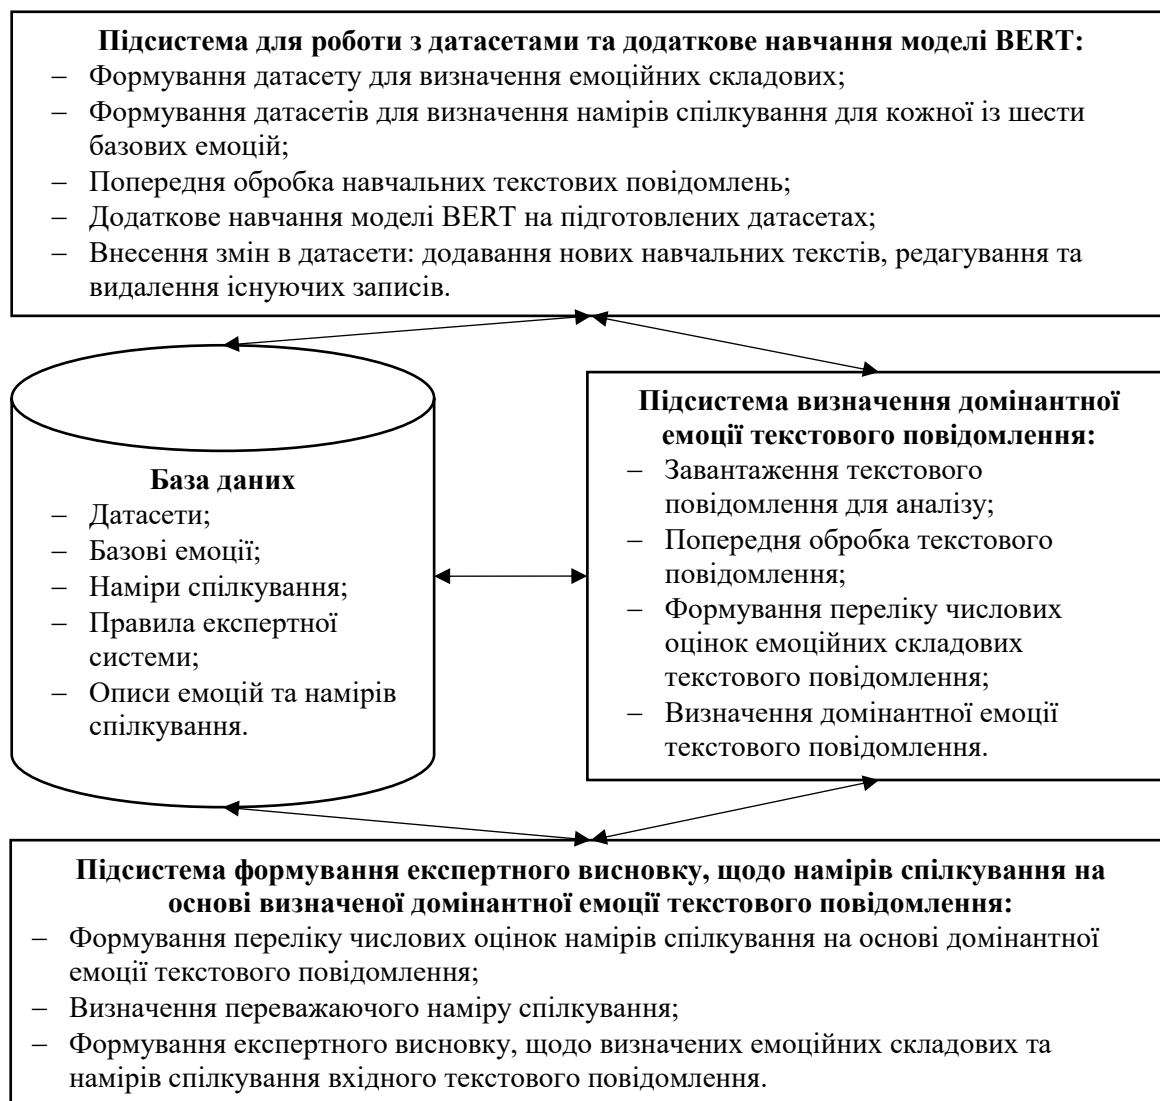 Підсистема для роботи з датасетами та додаткове навчання моделі BERT:
– Формування датасету для визначення емоційних складових;
– Формування датасетів для визначення намірів спілкування для кожної із шести
базових емоцій;
– Попередня обробка навчальних текстових повідомлень;
– Додаткове навчання моделі BERT на підготовлених датасетах;
– Внесення змін в датасети: додавання нових навчальних текстів, редагування та
видалення існуючих записів.
База даних
– Датасети;
– Базові емоції;
– Наміри спілкування;
– Правила експертної
системи;
– Описи емоцій та намірів
спілкування.
Підсистема визначення домінантної
емоції текстового повідомлення:
– Завантаження текстового
повідомлення для аналізу;
– Попередня обробка текстового
повідомлення;
– Формування переліку числових
оцінок емоційних складових
текстового повідомлення;
– Визначення домінантної емоції
текстового повідомлення.
Підсистема формування експертного висновку, щодо намірів спілкування на
основі визначеної домінантної емоції текстового повідомлення:
– Формування переліку числових оцінок намірів спілкування на основі домінантної
емоції текстового повідомлення;
– Визначення переважаючого наміру спілкування;
– Формування експертного висновку, щодо визначених емоційних складових та
намірів спілкування вхідного текстового повідомлення.